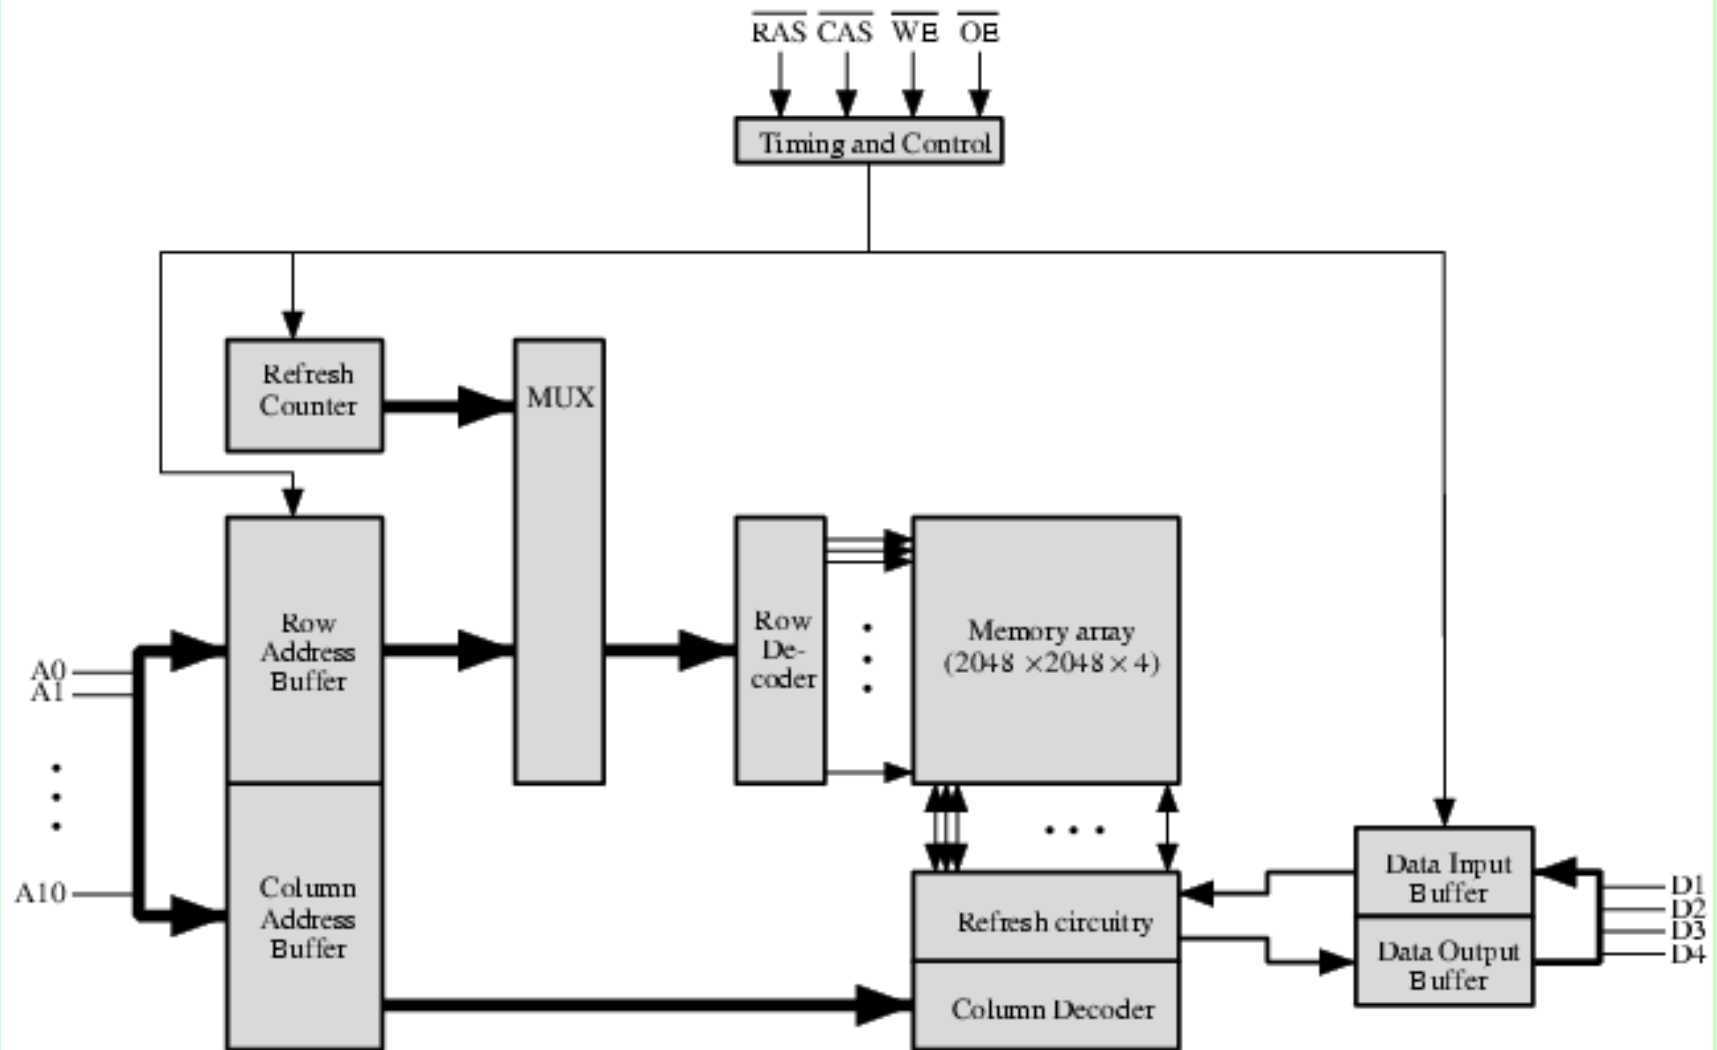 RAS CAS WE OE
Timing and Control
Refresh
Counter
MUX
Row
Address
Buffer
Row
De-
coder
Memory array
(2048 ×2048 × 4)
A0
A1
A10
Column
Address
Buffer
Refresh circuitry
Column Decoder
Data Input
Buffer
Data Output
Buffer
D1
D2
D3
D4